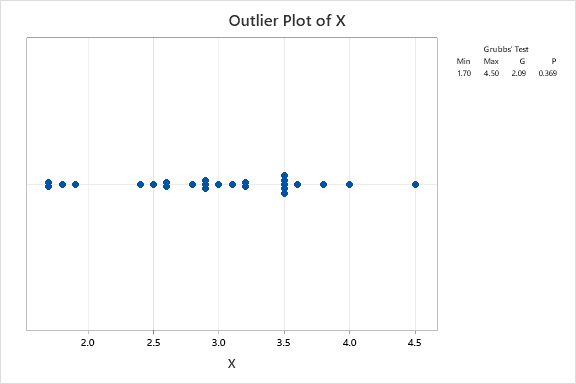 Outlier Plot of X
Grubbs' Test
Min Max G P
1.70 4.50 2.09 0.369
2.0 2.5 3.0 3.5 4.0 4.5
X